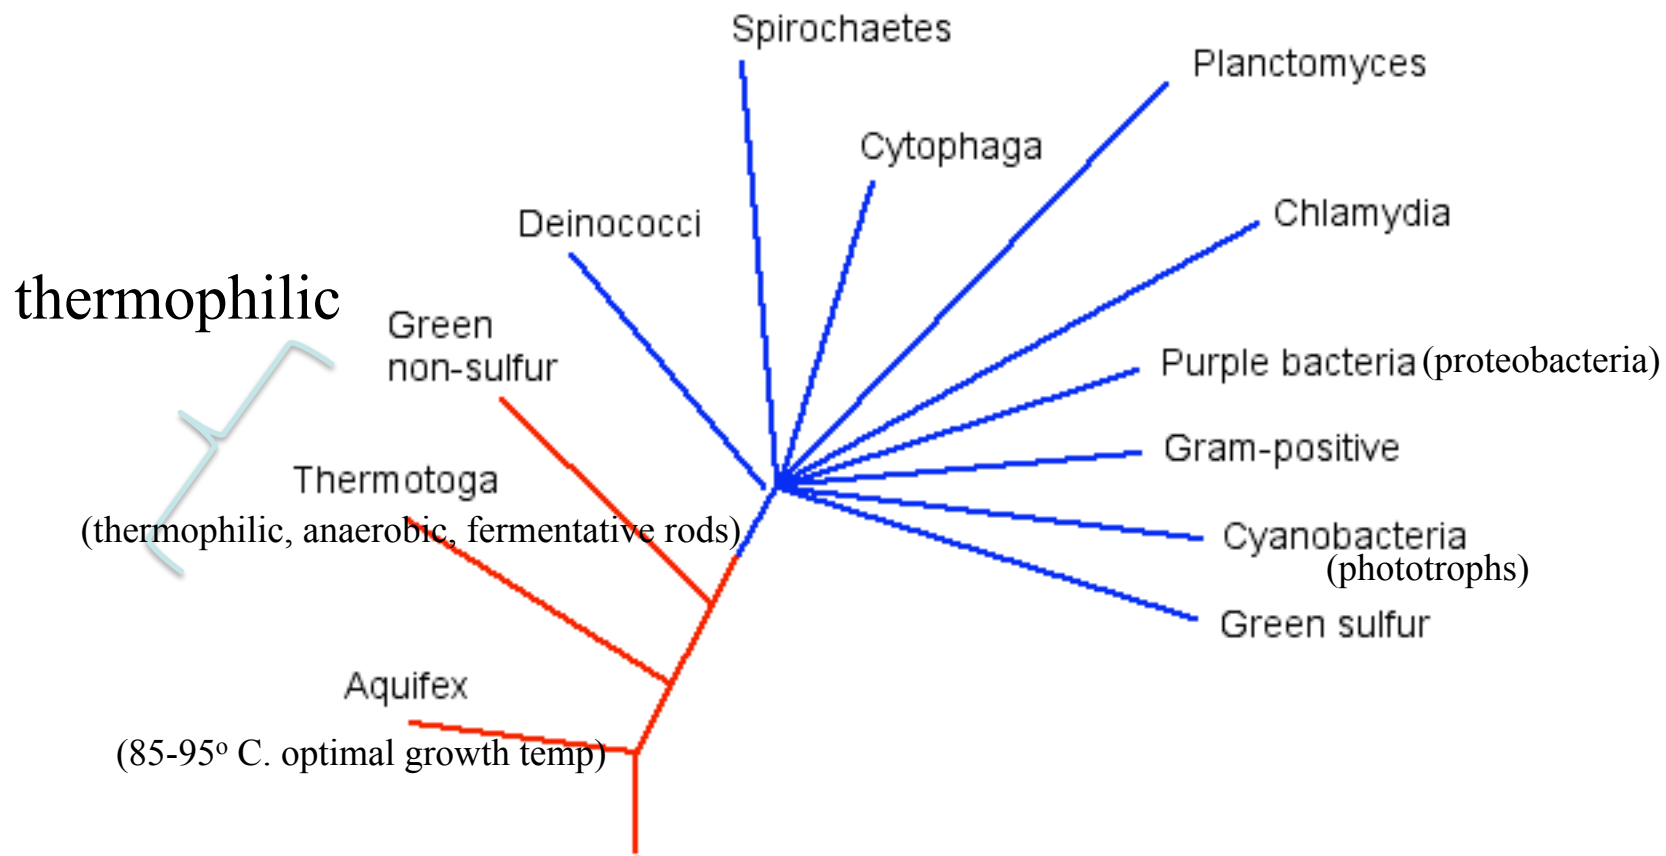 Spirochaetes
Planctomyces
Cytophaga
Chlamydia
Deinococci
thermophilic
Green
non-sulfur
Purple bacteria (proteobacteria)
Gram-positive
Thermotoga
(thermophilic, anaerobic, fermentative rods)
Cyanobacteria
(phototrophs)
Green sulfur
Aquifex
(85-95º C. optimal growth temp)